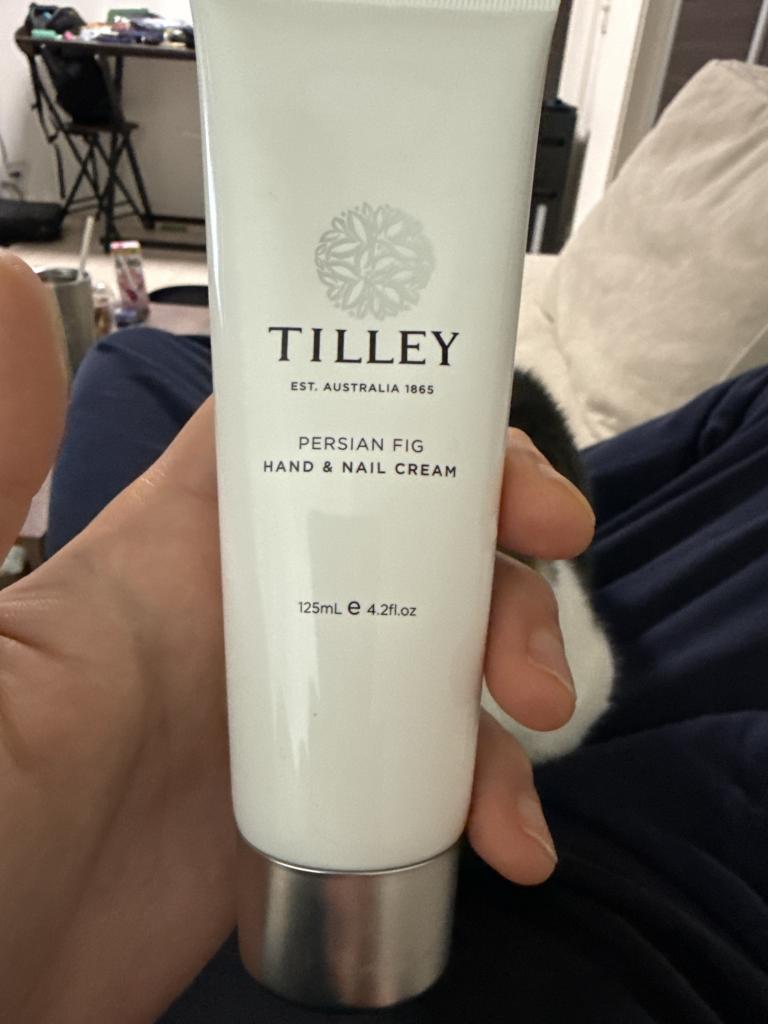 TILLEY
EST. AUSTRALIA 1865
PERSIAN FIG
HAND & NAIL CREAM
125mL e 4.2fl.oz